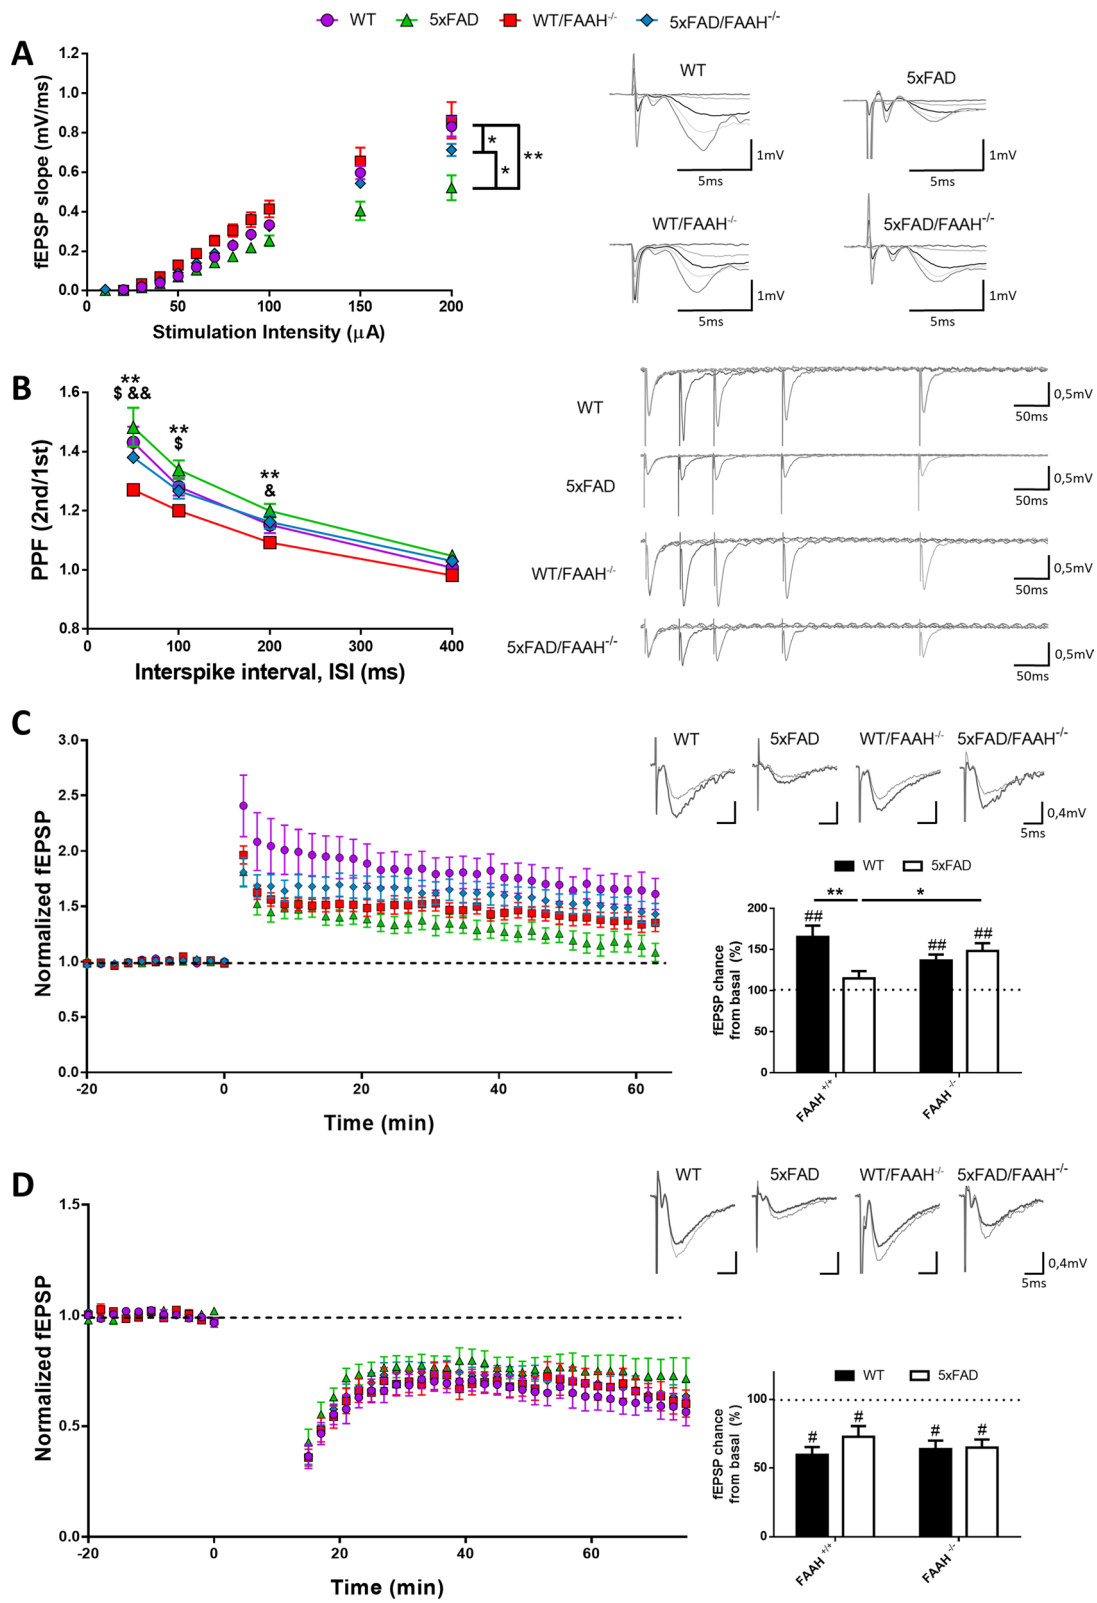 WT 5xFAD WT/FAAH-/- 5xFAD/FAAH-/-
A
1.2
1.0
0.8
0.6
0.4
0.2
0.0
0 50 100 150 200
fEPSP slope (mV/ms)
Stimulation Intensity (μA)
*
*
**
WT
1mV
5ms
5xFAD
1mV
5ms
WT/FAAH-/-
1mV
5ms
5xFAD/FAAH-/-
1mV
5ms
B
1.6
1.4
1.2
1.0
0.8
0 100 200 300 400
PPF (2nd/1st)
Interspike interval, ISI (ms)
**
$ &&
**
$
**
&
WT
0,5mV
50ms
5xFAD
0,5mV
50ms
WT/FAAH-/-
0,5mV
50ms
5xFAD/FAAH-/-
0,5mV
50ms
C
3.0
2.5
2.0
1.5
1.0
0.5
0.0
-20 0 20 40 60
Normalized fEPSP
Time (min)
WT 5xFAD WT/FAAH-/- 5xFAD/FAAH-/-
0,4mV
5ms
WT 5xFAD
** *
## ## ##
200
150
100
50
0
fEPSP chance
from basal (%)
FAAH +/+ FAAH -/-
D
1.5
1.0
0.5
0.0
-20 0 20 40 60
Normalized fEPSP
Time (min)
WT 5xFAD WT/FAAH-/- 5xFAD/FAAH-/-
0,4mV
5ms
WT 5xFAD
# # # #
100
50
0
fEPSP chance
from basal (%)
FAAH +/+ FAAH -/-